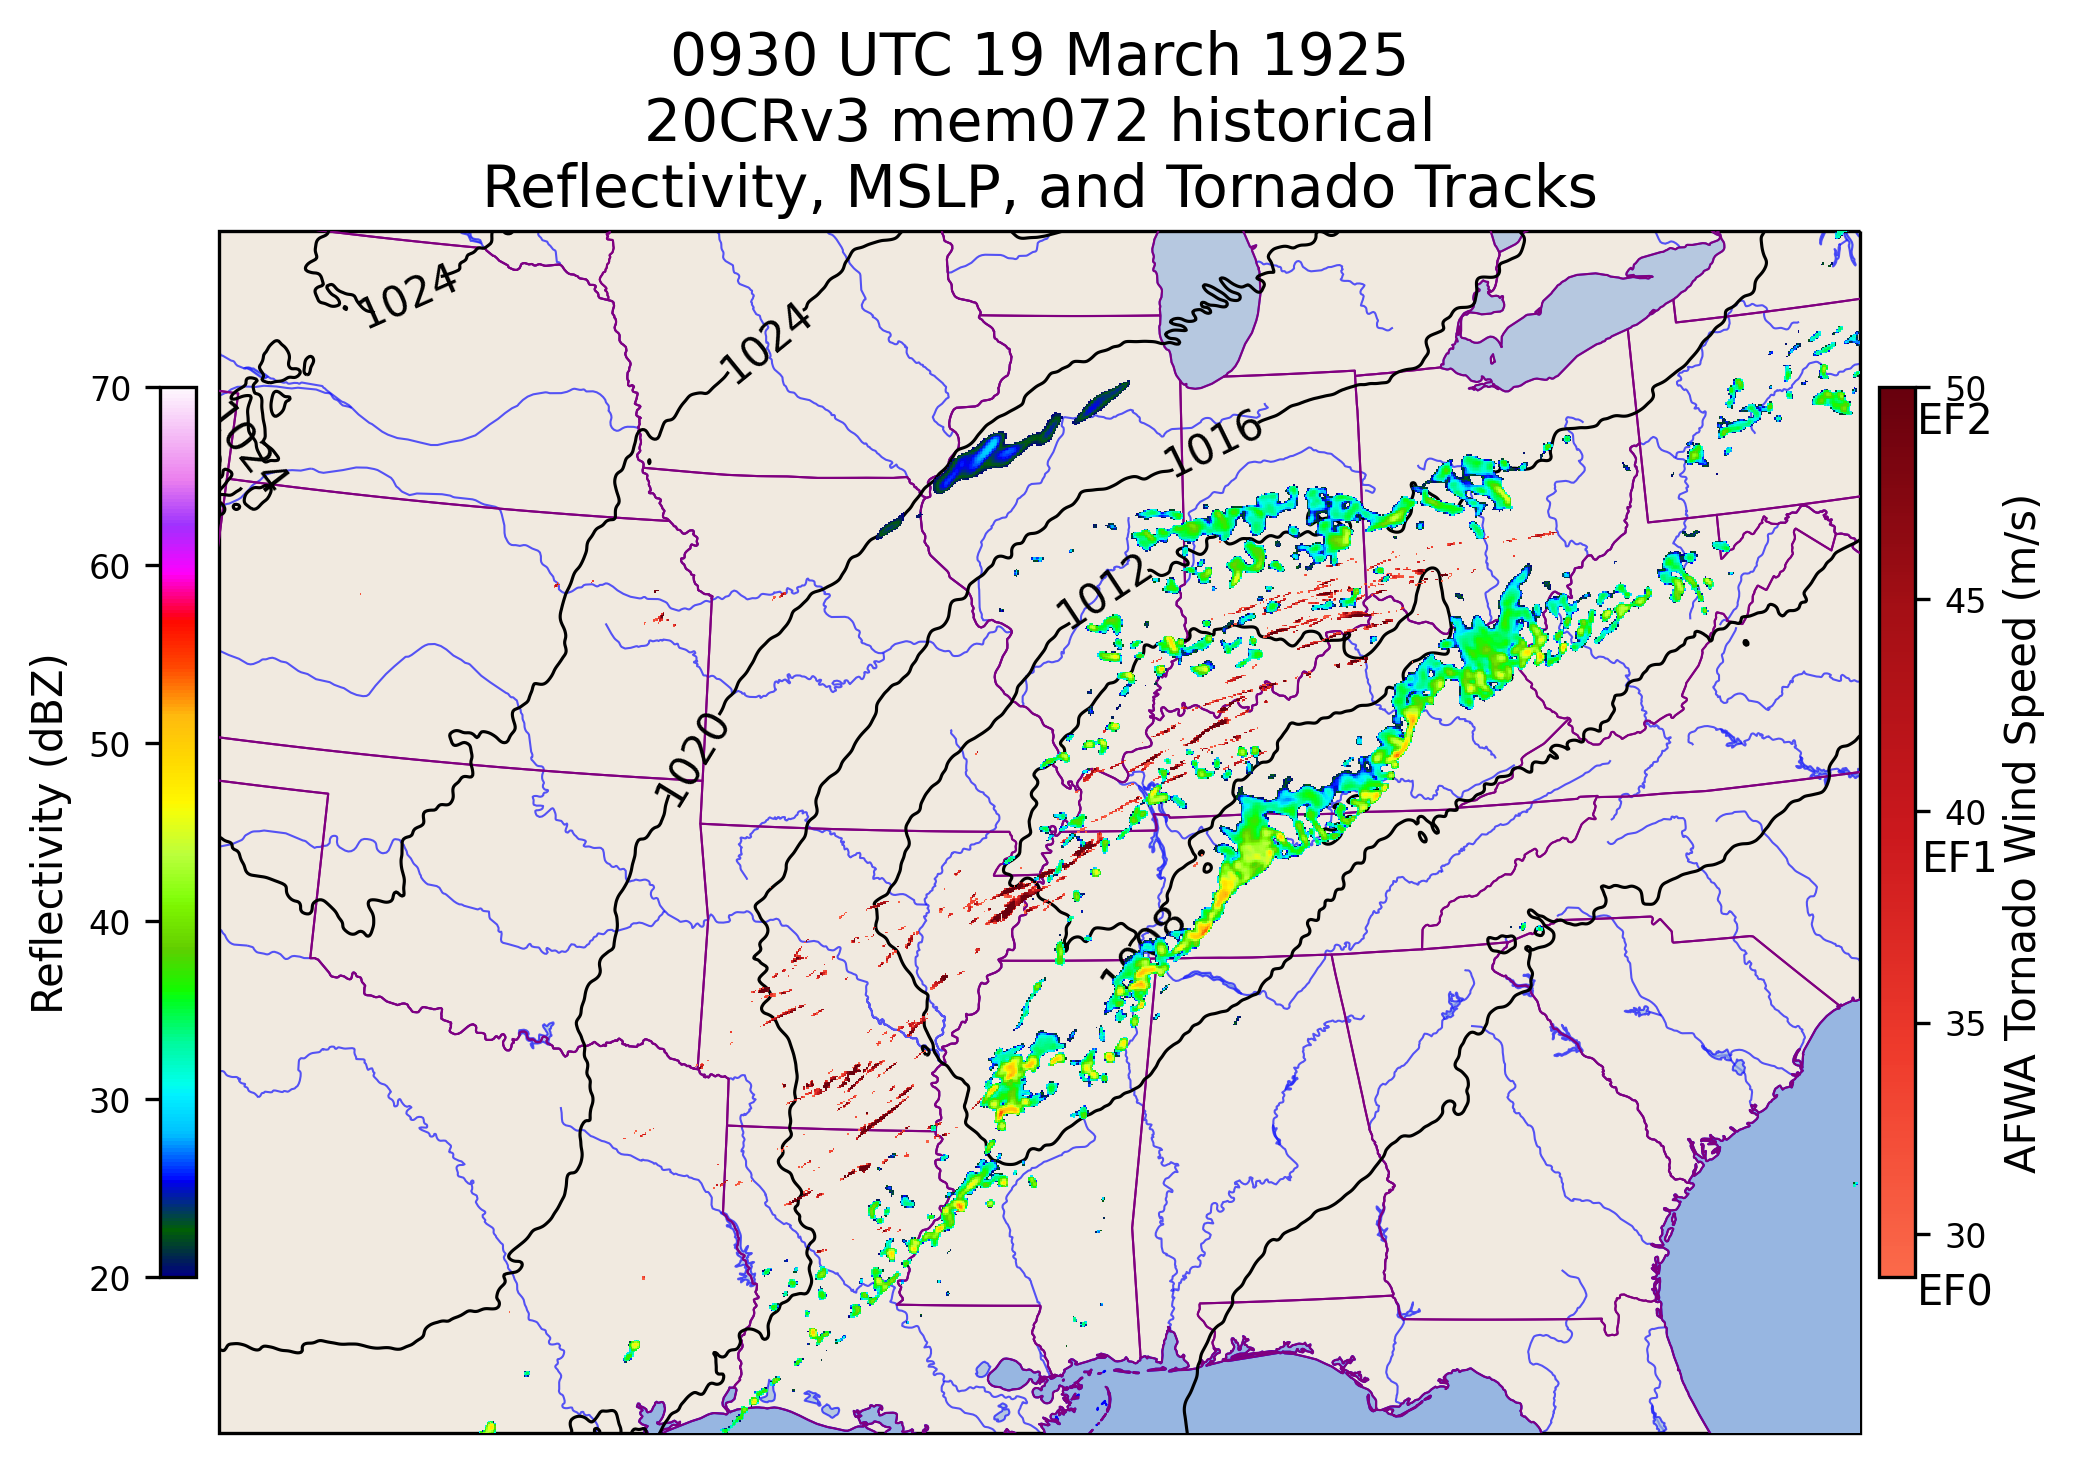 0930 UTC 19 March 1925
20CRv3 mem072 historical
Reflectivity, MSLP, and Tornado Tracks
1024
1024
1024
1016
1012
1020
1008
70
60
50
40
30
20
Reflectivity (dBZ)
50
EF2
45
40
EF1
35
30
EF0
AFWA Tornado Wind Speed (m/s)